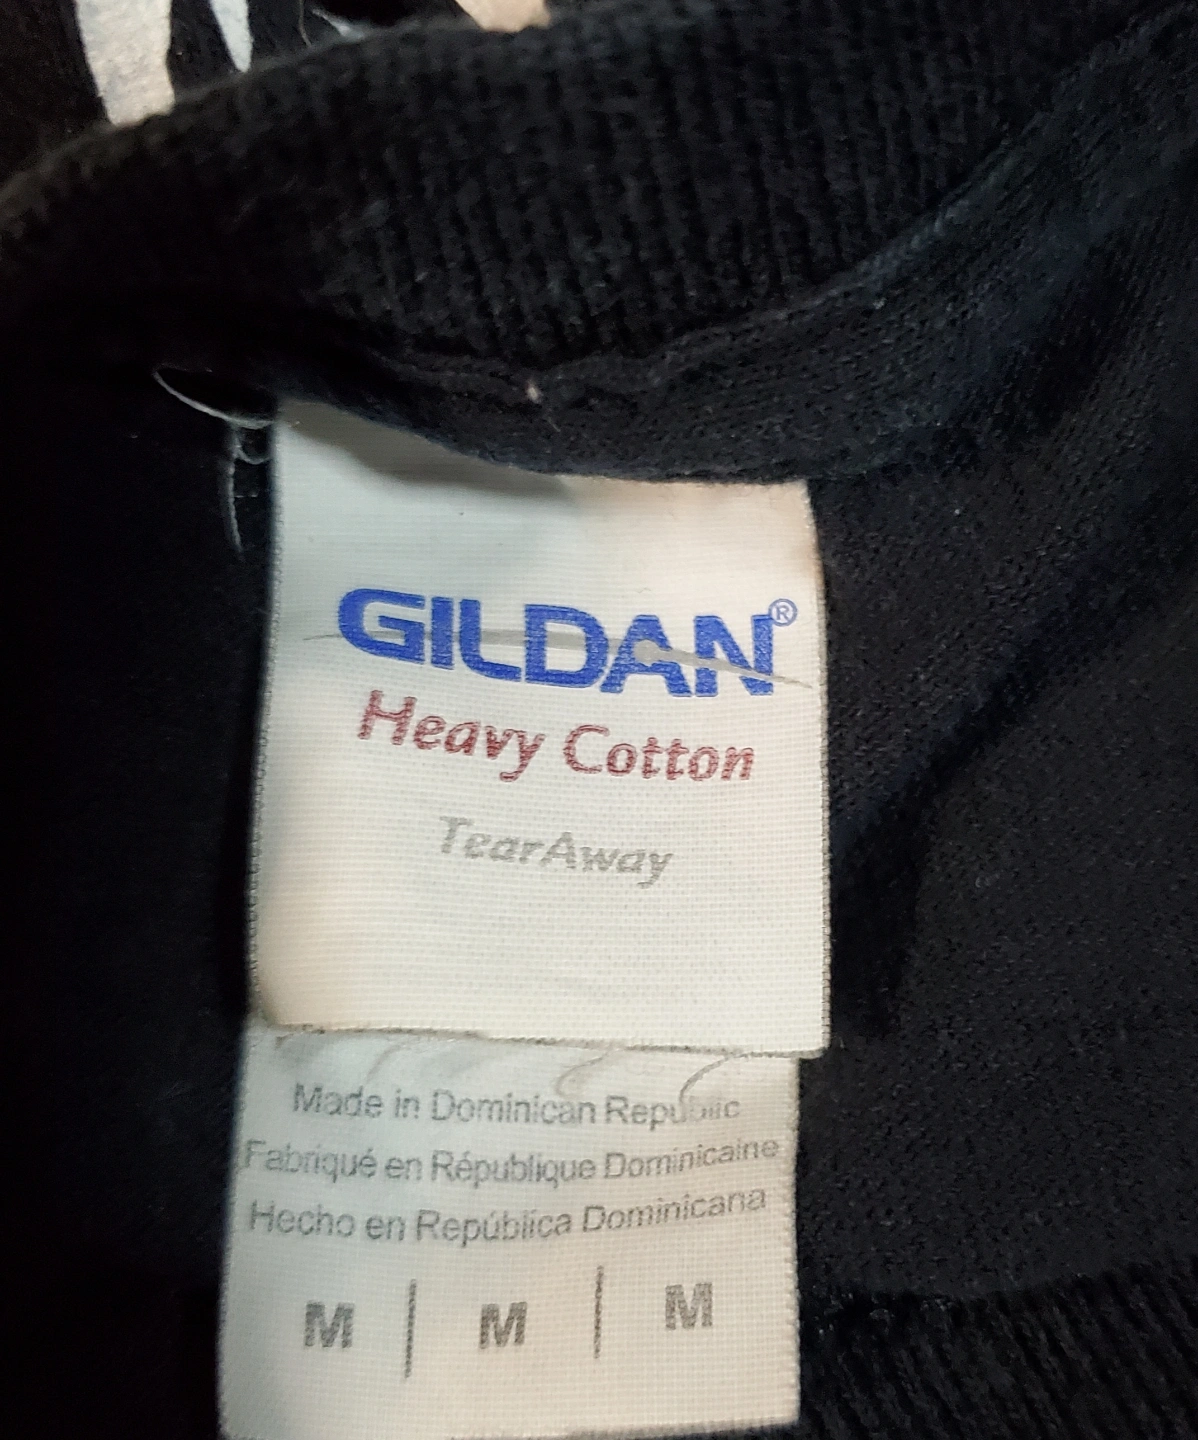 GILDAN®
Heavy Cotton
TearAway
Made in Dominican Republic
Fabriqué en République Dominicaine
Hecho en República Dominicana
M | M | M